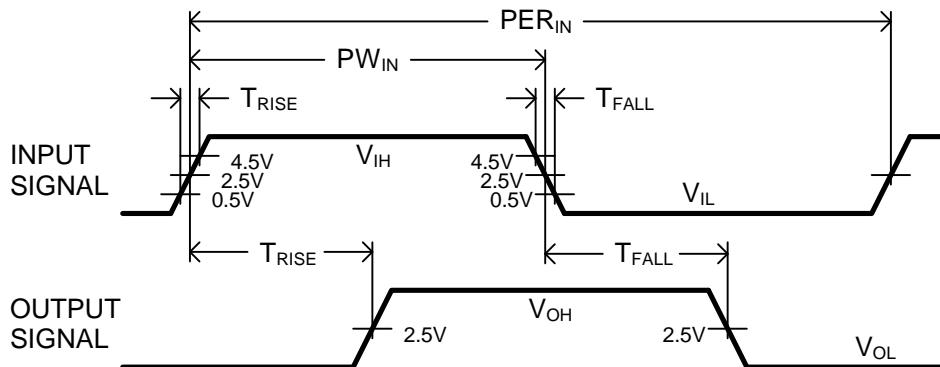 PER_IN
PW_IN
T_RISE
T_FALL
INPUT
SIGNAL
4.5V
2.5V
0.5V
V_IH
4.5V
2.5V
0.5V
V_IL
T_RISE
T_FALL
OUTPUT
SIGNAL
2.5V
V_OH
2.5V
V_OL